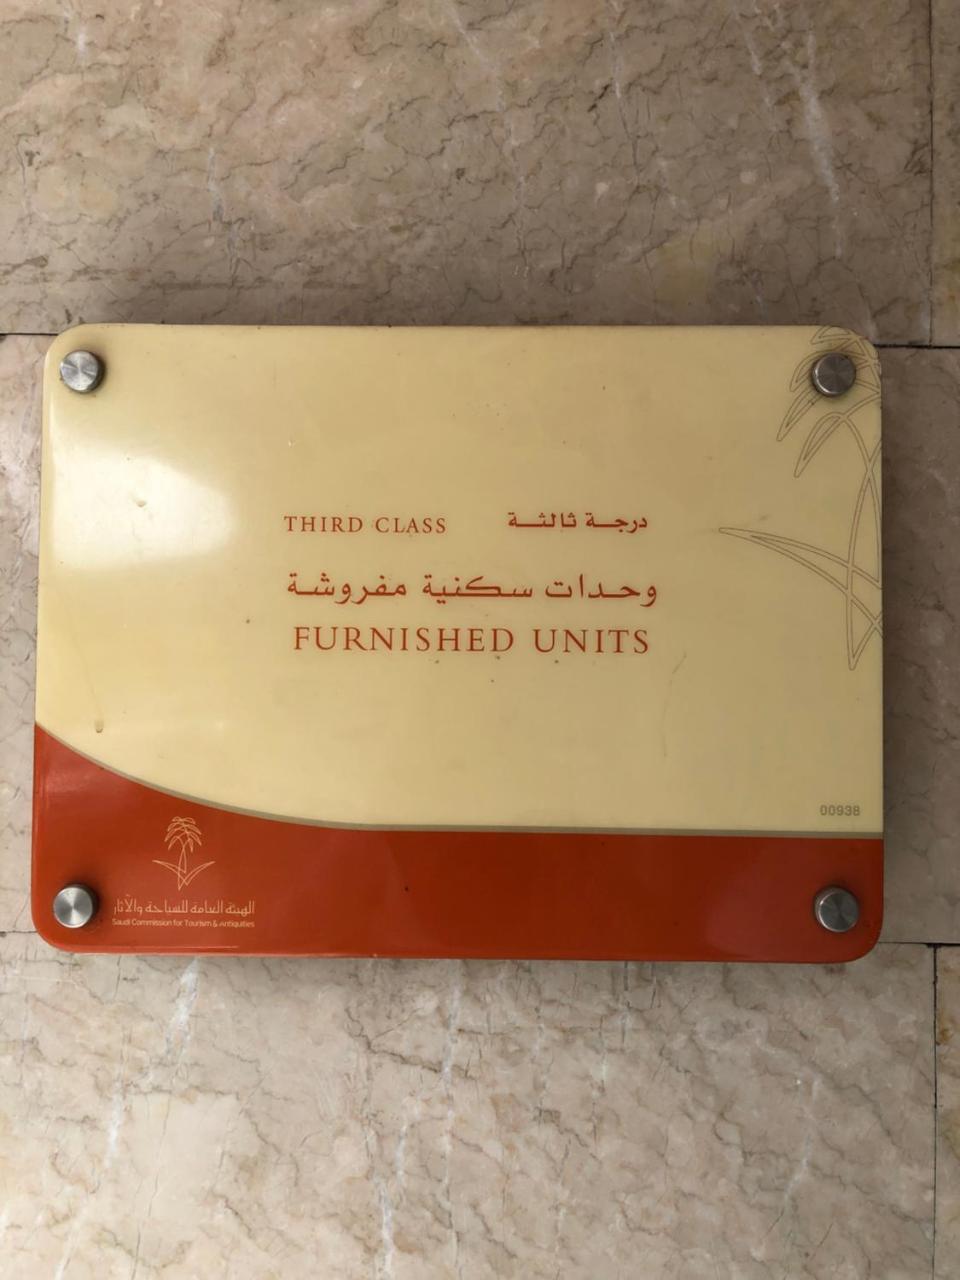 THIRD CLASS درجة ثالثة
وحدات سكنية مفروشة
FURNISHED UNITS
00938
الهيئة العامة للسياحة والآثار
Saudi Commission for Tourism & Antiquities